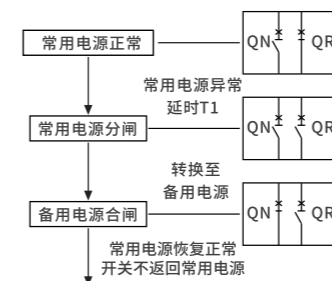 常用电源正常
QN
QR
常用电源异常
延时T1
常用电源分闸
QN
QR
转换至
备用电源
备用电源合闸
QN
QR
常用电源恢复正常
开关不返回常用电源